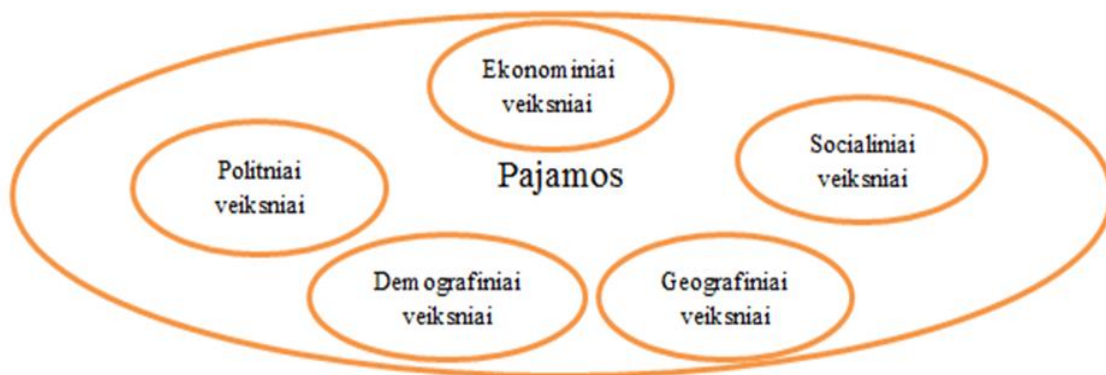 Ekonominiai
veiksniai
Socialiniai
veiksniai
Politniai
veiksniai
Pajamos
Demografiniai
veiksniai
Geografiniai
veiksniai